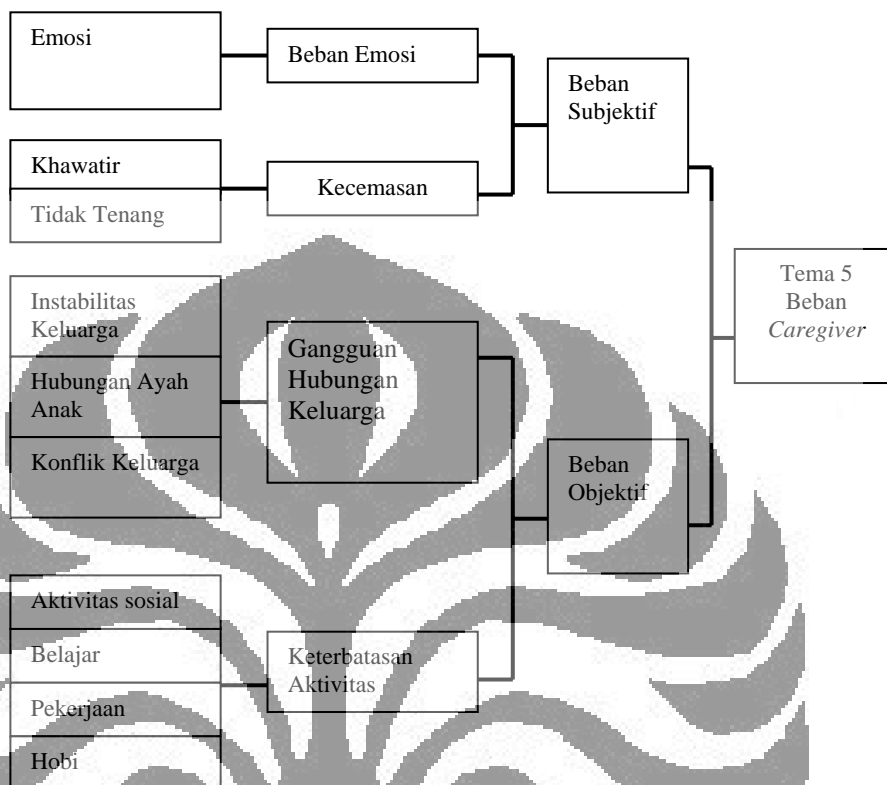 Emosi
Beban Emosi
Beban
Subjektif
Khawatir
Tidak Tenang
Kecemasan
Tema 5
Beban
Caregiver
Instabilitas
Keluarga
Hubungan Ayah
Anak
Konflik Keluarga
Gangguan
Hubungan
Keluarga
Beban
Objektif
Aktivitas sosial
Belajar
Pekerjaan
Hobi
Keterbatasan
Aktivitas